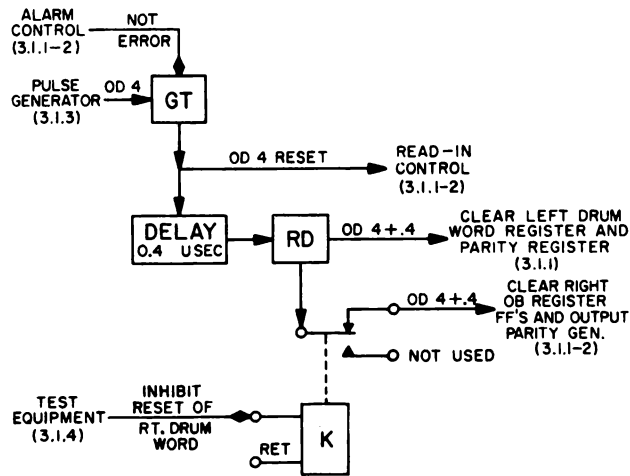 ALARM
CONTROL
(3.1.1-2)
NOT
ERROR
PULSE
GENERATOR
(3.1.3)
OD 4
GT
OD 4 RESET
READ-IN
CONTROL
(3.1.1-2)
DELAY
0.4 USEC
RD
OD 4+.4
CLEAR LEFT DRUM
WORD REGISTER AND
PARITY REGISTER
(3.1.1)
OD 4+.4
CLEAR RIGHT
OB REGISTER
FF'S AND OUTPUT
PARITY GEN.
(3.1.1-2)
NOT USED
TEST
EQUIPMENT
(3.1.4)
INHIBIT
RESET OF
RT. DRUM
WORD
RET
K